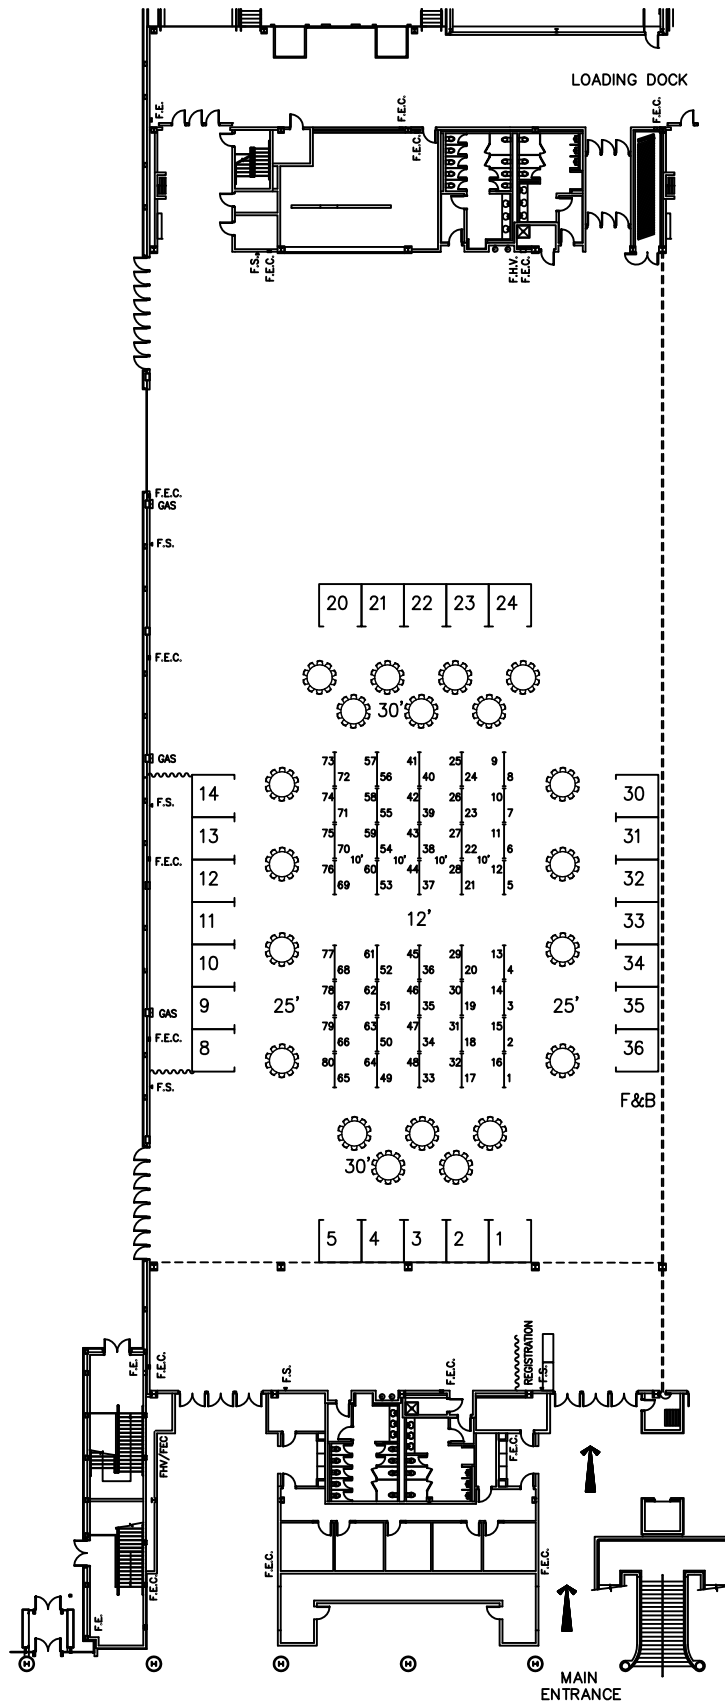 LOADING DOCK
F.E.
F.E.C.
F.E.C.
F.E.C.
F.S.
F.E.C.
F.H.V.
F.E.C.
F.E.C.
GAS
F.S.
20 21 22 23 24
F.E.C.
30'
GAS
73 57 41 25 9
72 56 40 24 8
14 30
74 58 42 26 10
F.S.
71 55 39 23 7
13 31
75 59 43 27 11
70 54 38 22 6
F.E.C.
10' 10' 10' 10'
76 60 44 28 12
12 32
69 53 37 21 5
11 12' 33
77 61 45 29 13
10 34
68 52 36 20 4
78 62 46 30 14
9 25' 25' 35
67 51 35 19 3
GAS
79 63 47 31 15
F.E.C.
66 50 34 18 2
8 36
80 64 48 32 16
65 49 33 17 1
F.S.
F&B
30'
5 4 3 2 1
REGISTRATION
F.E.
F.E.C.
F.S.
F.E.C.
F.S.
FHV/FEC
F.E.C.
F.E.C.
F.E.C.
F.E.C.
F.E.
MAIN
ENTRANCE